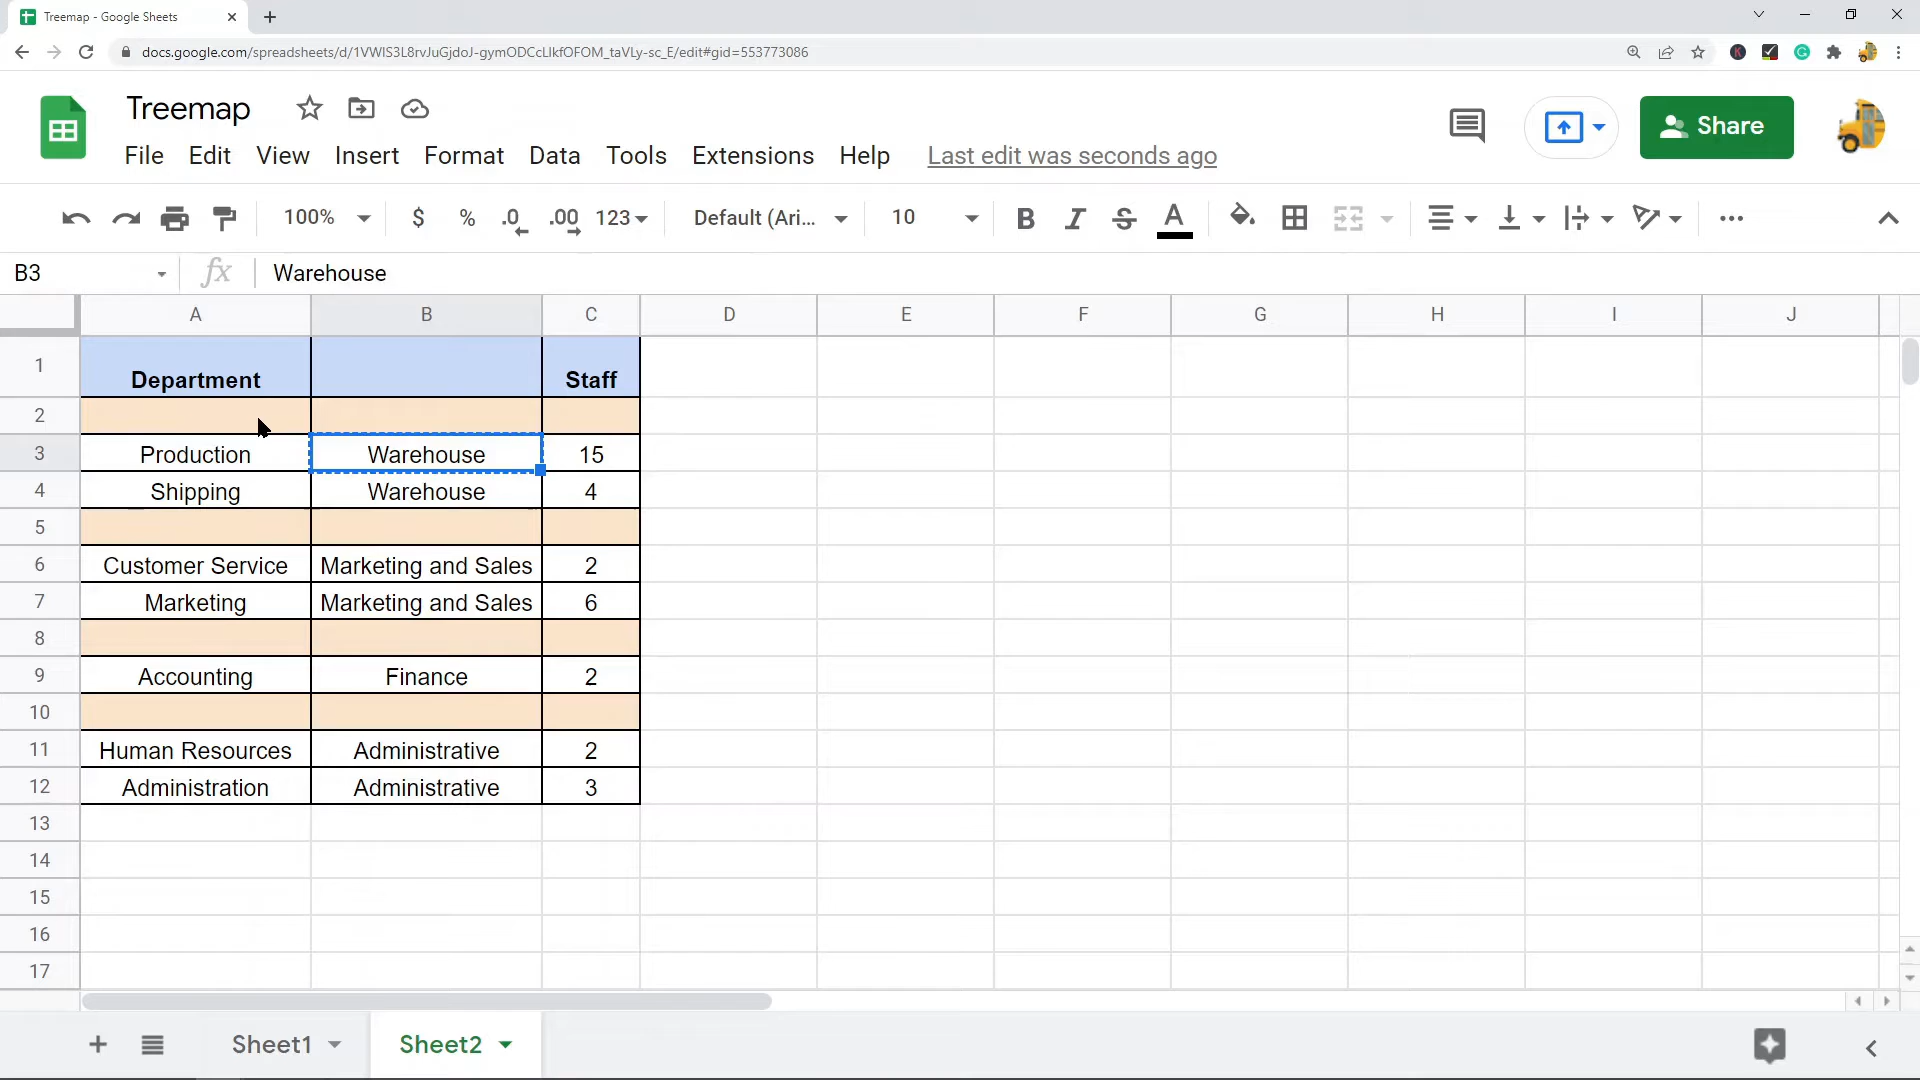 Treemap - Google Sheets
docs.google.com/spreadsheets/d/1VWIS3L8rvJuGjdoJ-gymODCcLIkfOFOM_taVLy-sc_E/edit#gid=553773086
Treemap
Share
File Edit View Insert Format Data Tools Extensions Help Last edit was seconds ago
100% $ % .0 .00 123 Default (Ari... 10 B I S A
B3 fx Warehouse
A B C D E F G H I J
1 Department Staff
2
3 Production Warehouse 15
4 Shipping Warehouse 4
5
6 Customer Service Marketing and Sales 2
7 Marketing Marketing and Sales 6
8
9 Accounting Finance 2
10
11 Human Resources Administrative 2
12 Administration Administrative 3
13
14
15
16
17
Sheet1 Sheet2